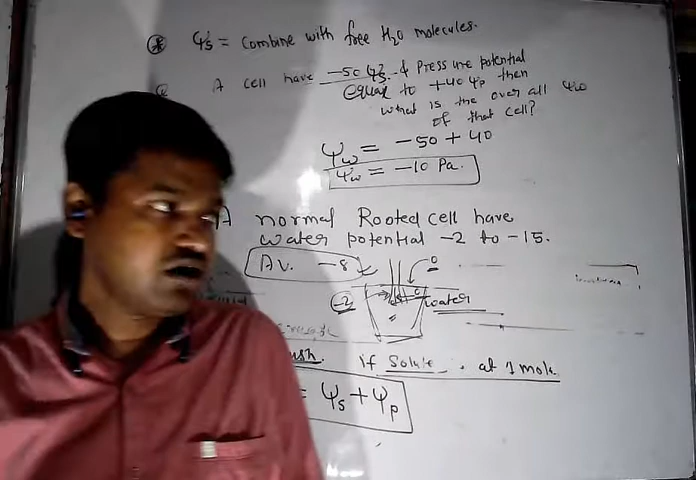 Ψs = Combine with free H2O molecules.
A cell have -50 Ψs & Pressure potential
equal to +40 Ψp then
what is the over all Ψw
of that cell?
Ψw = -50 + 40
Ψw = -10 Pa.
A normal Rooted cell have
water potential -2 to -15.
AV. -8
0
-2
water
if Solute at 1 mole
= Ψs + Ψp